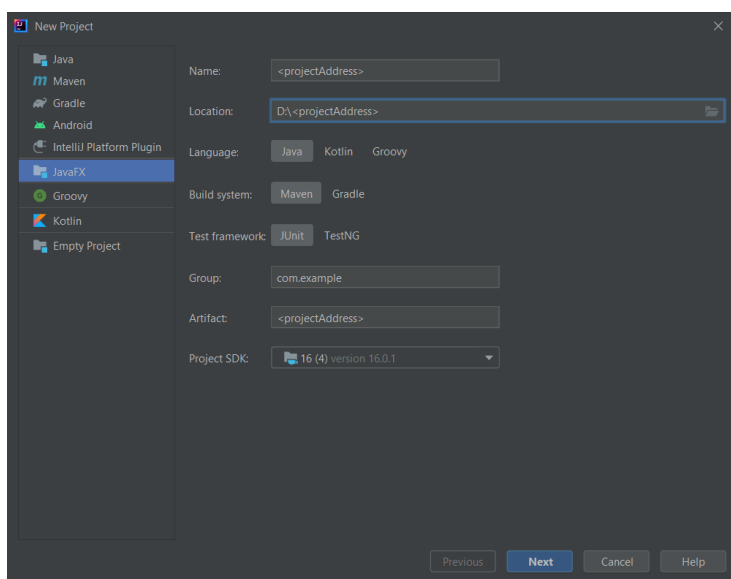 New Project
Java
Maven
Gradle
Android
IntelliJ Platform Plugin
JavaFX
Groovy
Kotlin
Empty Project
Name: <projectAddress>
Location: D:\<projectAddress>
Language: Java Kotlin Groovy
Build system: Maven Gradle
Test framework: JUnit TestNG
Group: com.example
Artifact: <projectAddress>
Project SDK: 16 (4) version 16.0.1
Previous Next Cancel Help